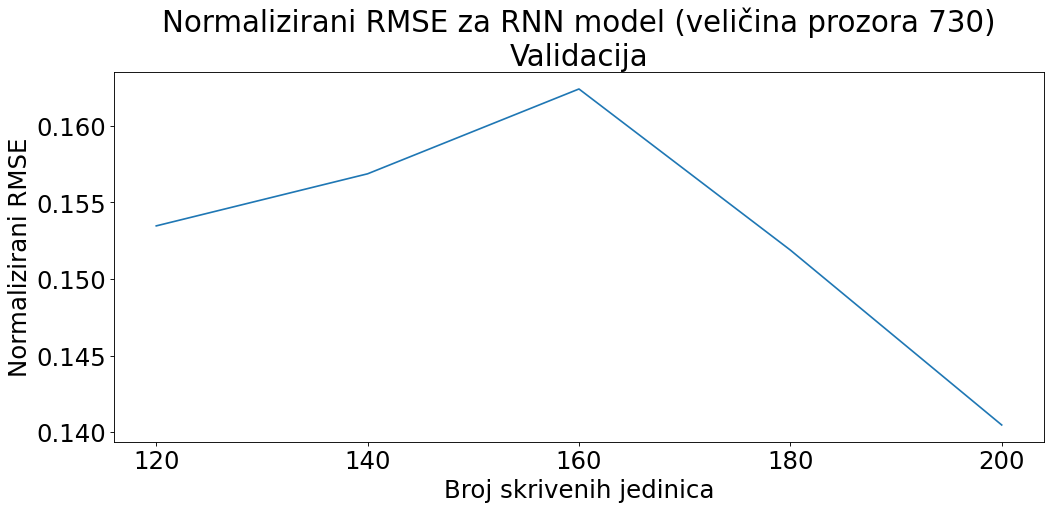 Normalizirani RMSE za RNN model (veličina prozora 730)
Validacija
Normalizirani RMSE
0.160
0.155
0.150
0.145
0.140
120 140 160 180 200
Broj skrivenih jedinica